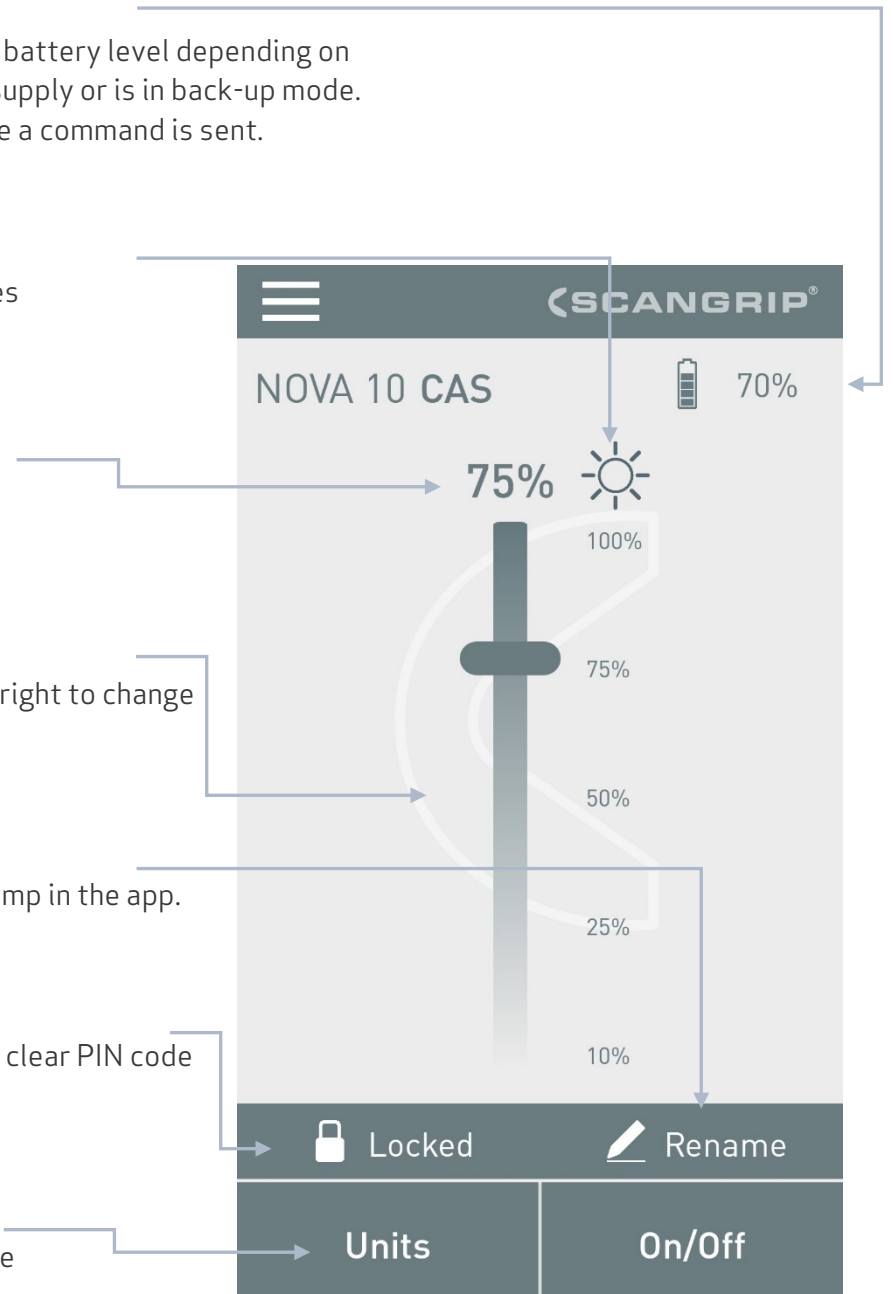 battery level depending on
supply or is in back-up mode.
a command is sent.
SCANGRIP®
NOVA 10 CAS
70%
75%
100%
75%
right to change
50%
in the app.
25%
clear PIN code
10%
Locked
Rename
Units
On/Off